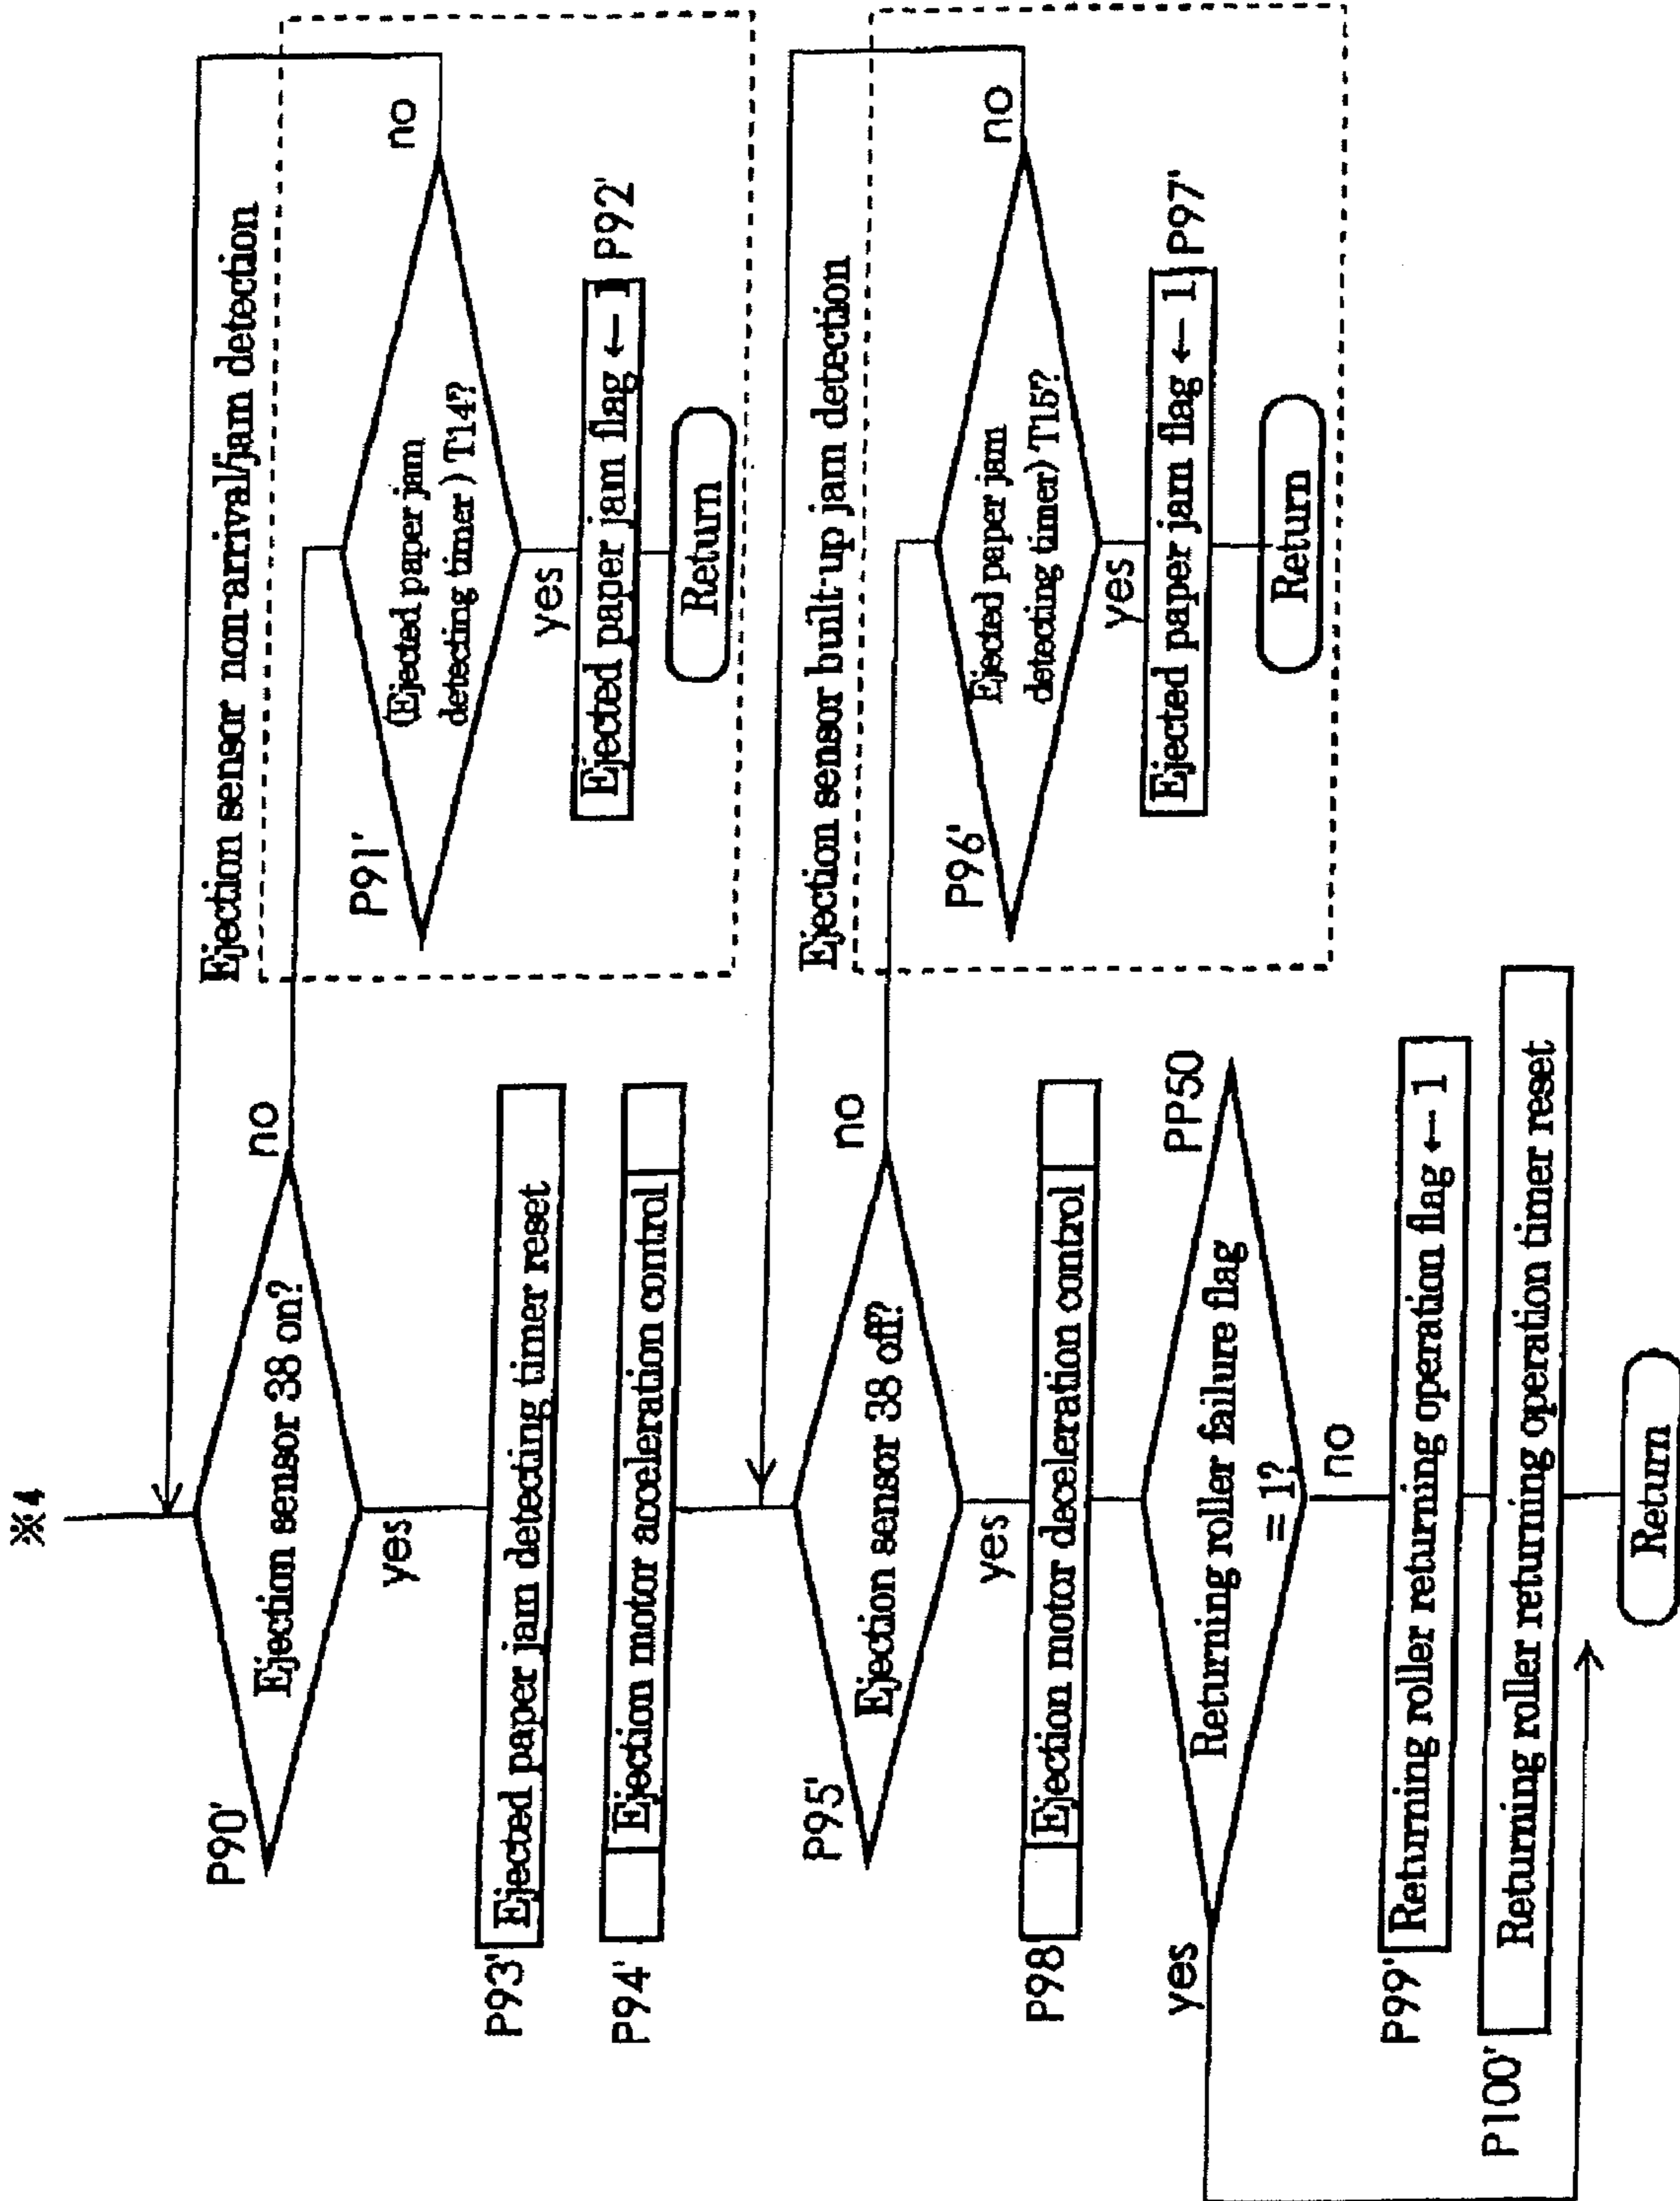 ※4
P90'
Ejection sensor 38 on?
no
yes
Ejection sensor non-arrival/jam detection
P91'
(Ejected paper jam
detecting timer) T14?
no
yes
Ejected paper jam flag ← 1
P92'
Return
P93'
Ejected paper jam detecting timer reset
P94'
Ejection motor acceleration control
P95'
Ejection sensor 38 off?
no
yes
Ejection sensor built-up jam detection
P96'
Ejected paper jam
detecting timer) T15?
no
yes
Ejected paper jam flag ← 1
P97'
Return
P98'
Ejection motor deceleration control
PP50
Returning roller failure flag
= 1?
yes
no
P99'
Returning roller returning operation flag ← 1
P100'
Returning roller returning operation timer reset
Return